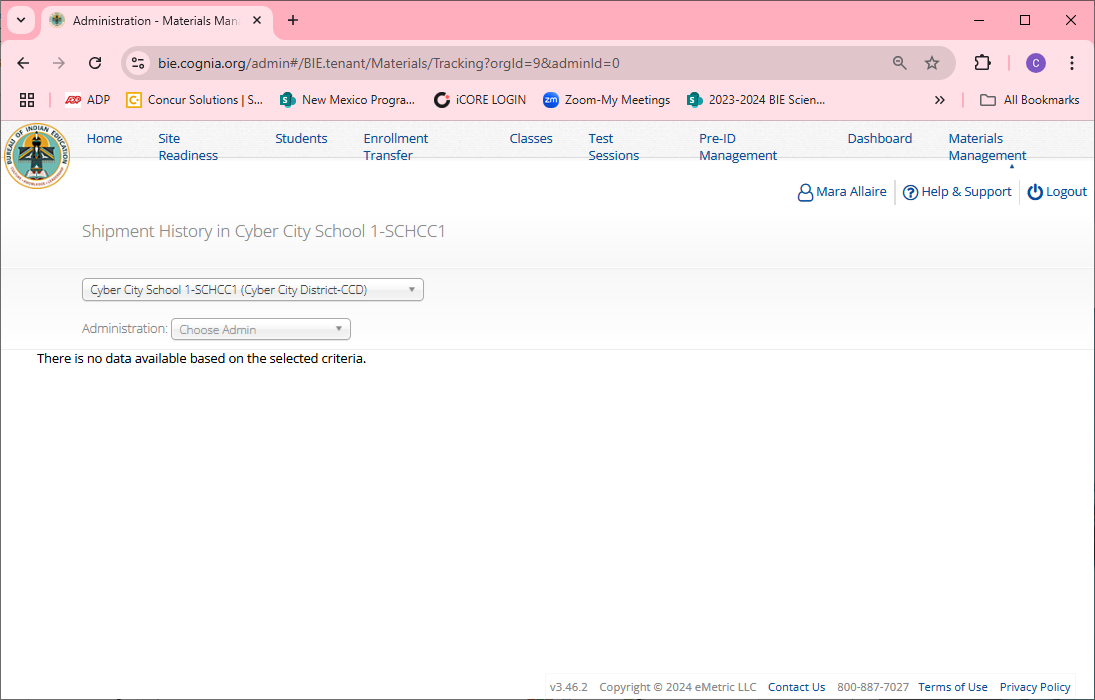 Administration - Materials Man
bie.cognia.org/admin#/BIE.tenant/Materials/Tracking?orgId=9&adminId=0
C
ADP
Concur Solutions | S...
New Mexico Progra...
iCORE LOGIN
zm Zoom-My Meetings
2023-2024 BIE Scien...
All Bookmarks
BUREAU OF INDIAN EDUCATION
Home
Site Readiness
Students
Enrollment Transfer
Classes
Test Sessions
Pre-ID Management
Dashboard
Materials Management
Mara Allaire
Help & Support
Logout
Shipment History in Cyber City School 1-SCHCC1
Cyber City School 1-SCHCC1 (Cyber City District-CCD)
Administration: Choose Admin
There is no data available based on the selected criteria.
v3.46.2 Copyright © 2024 eMetric LLC Contact Us 800-887-7027 Terms of Use Privacy Policy